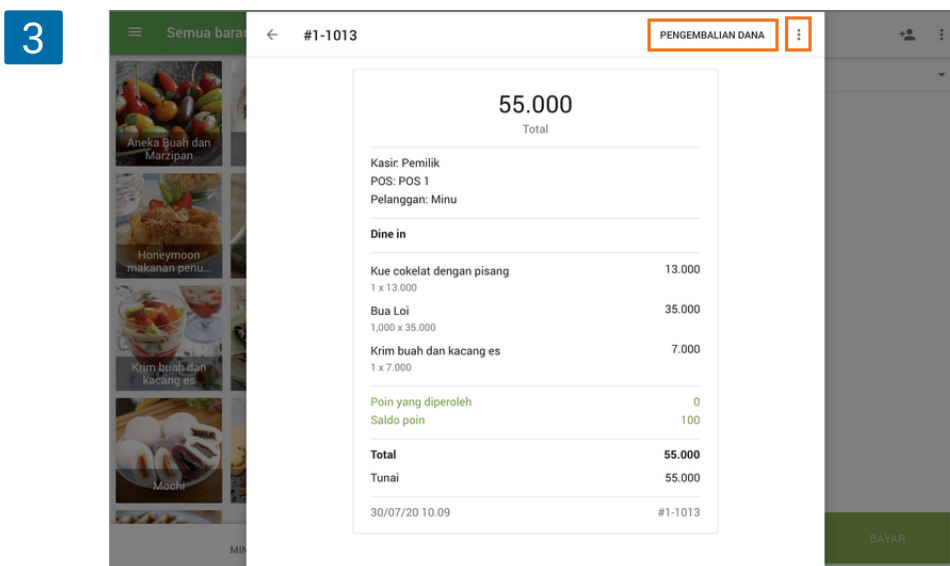 3
Semua barar
#1-1013
PENGEMBALIAN DANA
55.000
Total
Kasir: Pemilik
POS: POS 1
Pelanggan: Minu
Dine in
Kue cokelat dengan pisang 13.000
1 x 13.000
Bua Loi 35.000
1,000 x 35.000
Krim buah dan kacang es 7.000
1 x 7.000
Poin yang diperoleh 0
Saldo poin 100
Total 55.000
Tunai 55.000
30/07/20 10.09 #1-1013
Aneka Buah dan
Marzipan
Honeymoon
makanan penu...
Krim buah dan
kacang es
Mochi
MIN
BAYAR